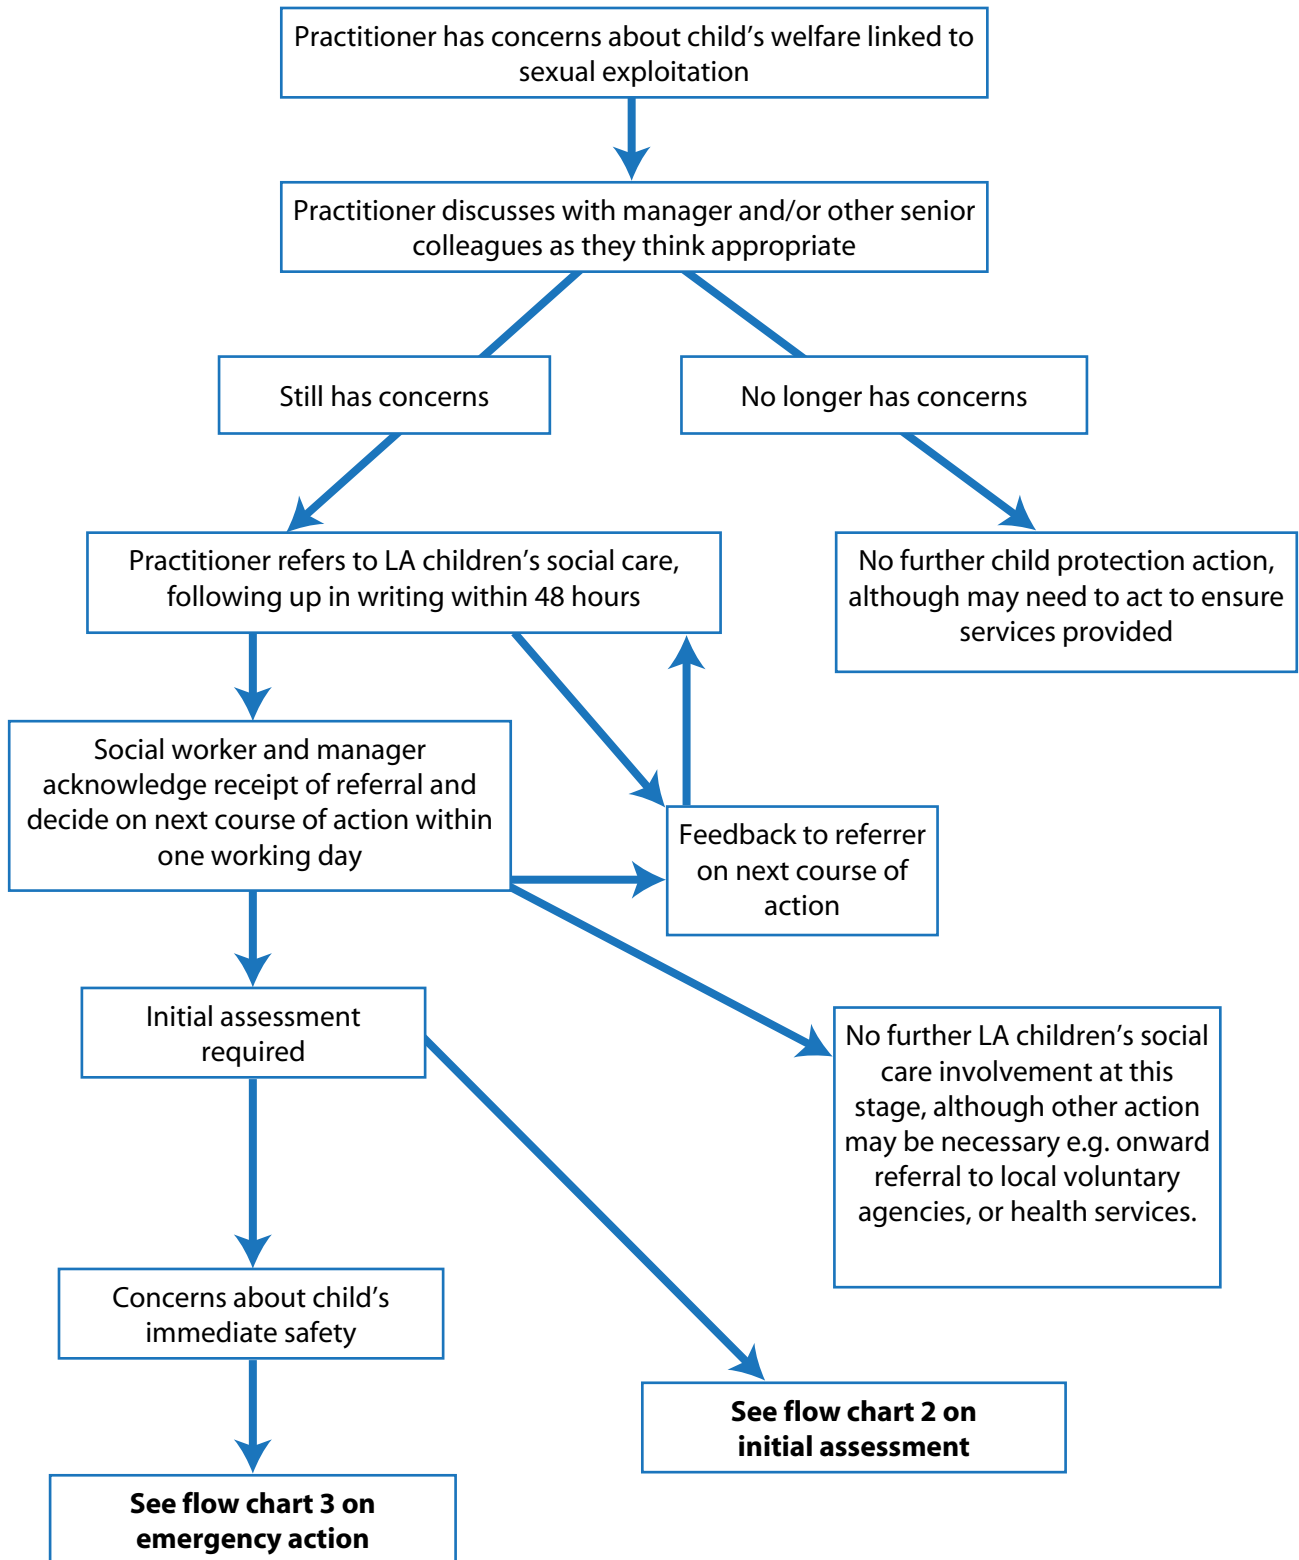 Practitioner has concerns about child’s welfare linked to
sexual exploitation
Practitioner discusses with manager and/or other senior
colleagues as they think appropriate
Still has concerns
No longer has concerns
Practitioner refers to LA children’s social care,
following up in writing within 48 hours
No further child protection action,
although may need to act to ensure
services provided
Social worker and manager
acknowledge receipt of referral and
decide on next course of action within
one working day
Feedback to referrer
on next course of
action
Initial assessment
required
No further LA children’s social
care involvement at this
stage, although other action
may be necessary e.g. onward
referral to local voluntary
agencies, or health services.
Concerns about child’s
immediate safety
See flow chart 2 on
initial assessment
See flow chart 3 on
emergency action